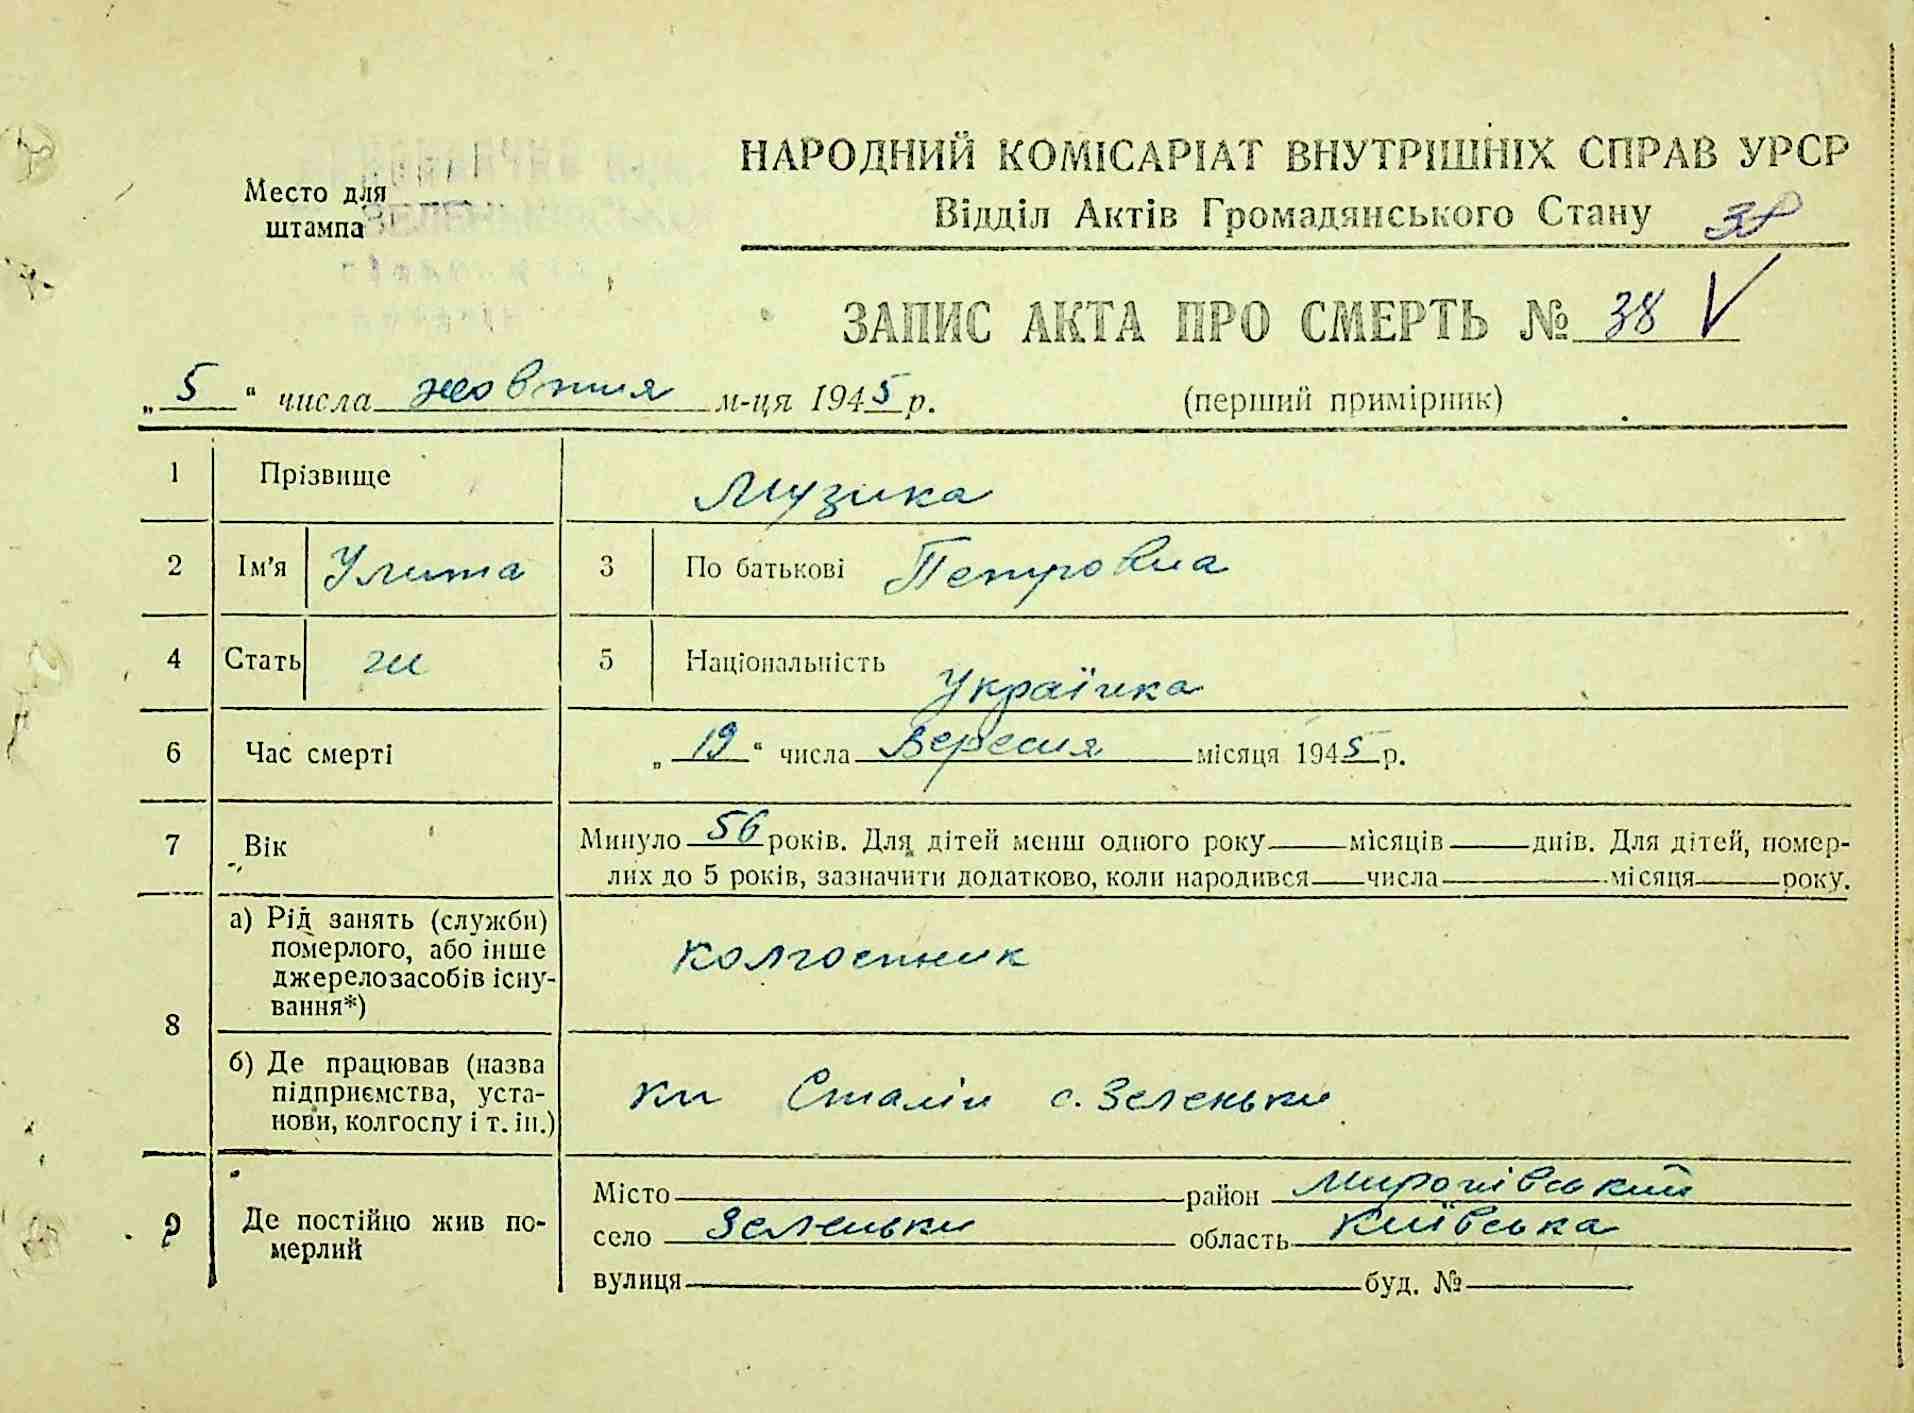 НАРОДНИЙ КОМІСАРІАТ ВНУТРІШНІХ СПРАВ УРСР
Место для штампа
Відділ Актів Громадянського Стану 38
ЗАПИС АКТА ПРО СМЕРТЬ № 38 V
„5“ числа жовтня м-ця 1945 р. (перший примірник)
1 Прізвище Музика
2 Ім'я Улита 3 По батькові Петровна
4 Стать ж 5 Національність Українка
6 Час смерті „19“ числа Вересня місяця 1945 р.
7 Вік Минуло 56 років. Для дітей менш одного року місяців днів. Для дітей, помер-
лих до 5 років, зазначити додатково, коли народився числа місяця року.
8 а) Рід занять (служби)
померлого, або інше
джерело засобів існу-
вання*)
колгоспник
б) Де працював (назва
підприємства, уста-
нови, колгоспу і т. ін.)
км Сталін с. Зеленьки
9 Де постійно жив по-
мерлий
Місто район Миронівський
село Зеленьки область Київська
вулиця буд. №